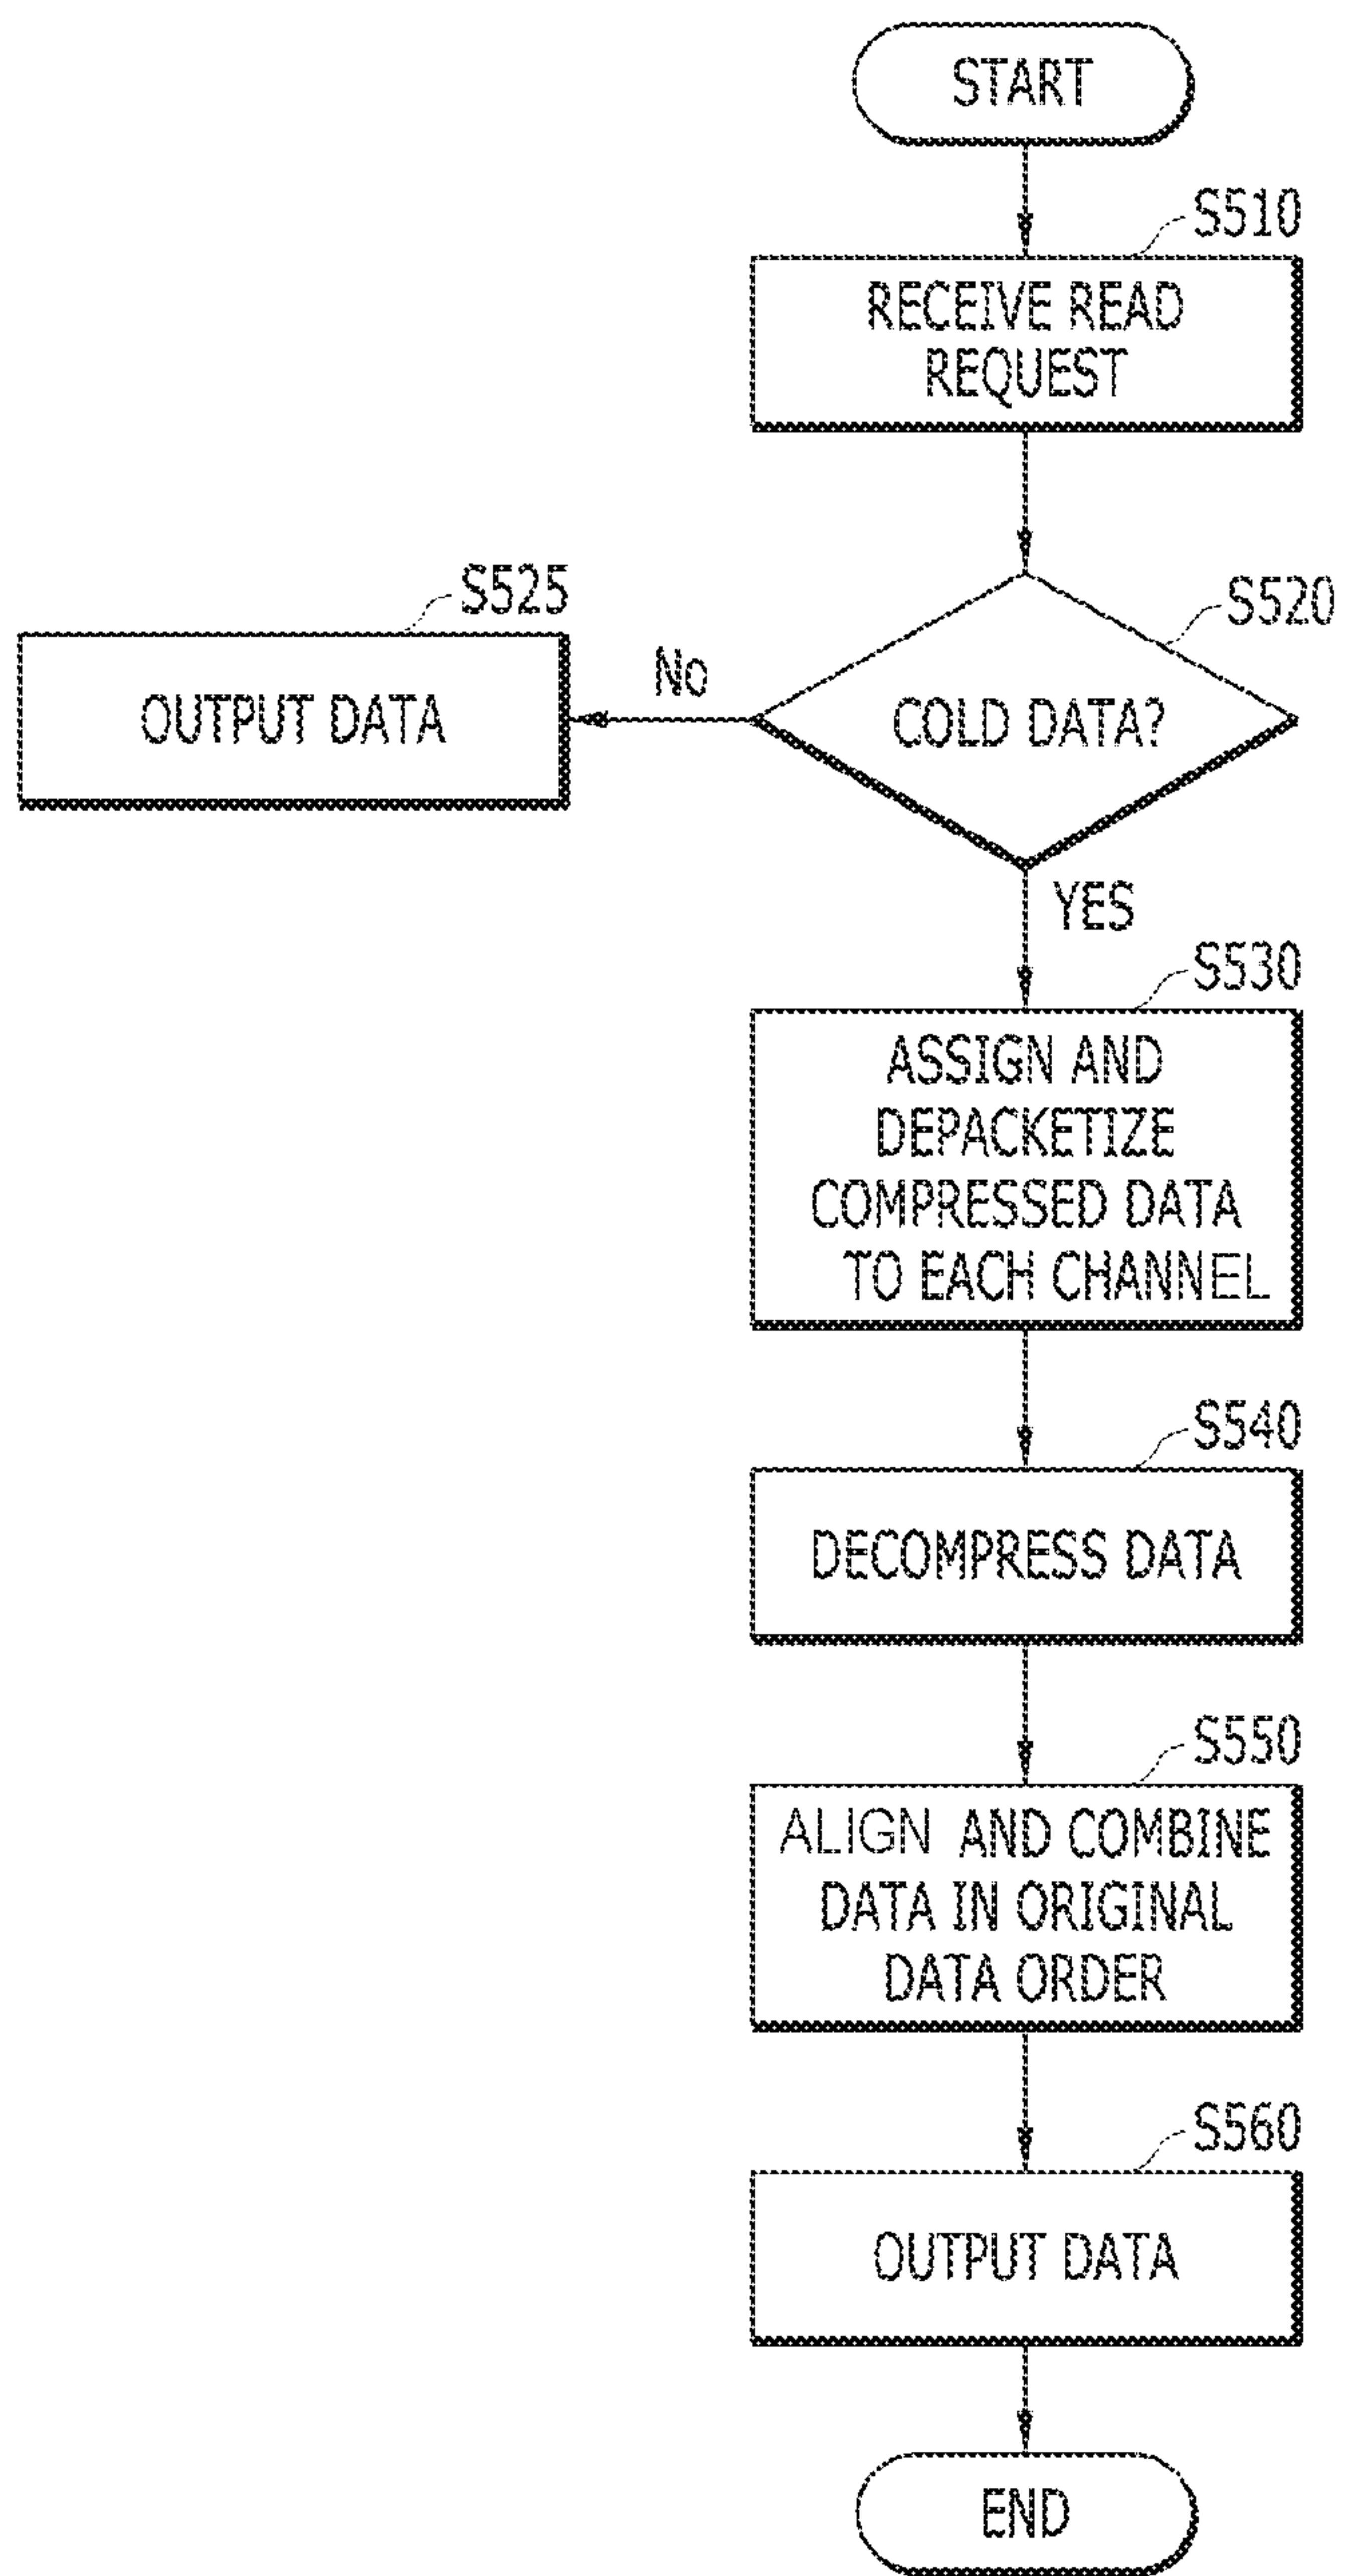 START
S510
RECEIVE READ
REQUEST
S525
OUTPUT DATA
No
S520
COLD DATA?
YES
S530
ASSIGN AND
DEPACKETIZE
COMPRESSED DATA
TO EACH CHANNEL
S540
DECOMPRESS DATA
S550
ALIGN AND COMBINE
DATA IN ORIGINAL
DATA ORDER
S560
OUTPUT DATA
END